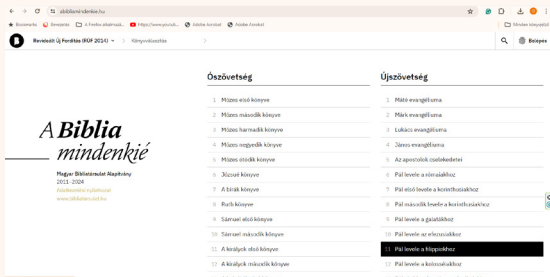 abibliamindenkie.hu
Bookmarks
Bevezetés
A Firefox alkalmazá...
https://www.youtub...
Adobe Acrobat
Adobe Acrobat
Minden könyvjelző
Revideált Új Fordítás (RÚF 2014)
Könyvválasztás
Belépés
A Biblia
mindenkié
Magyar Bibliatársulat Alapítvány
2011–2024
Adatkezelési nyilatkozat
www.bibliatarsulat.hu
Ószövetség
1 Mózes első könyve
2 Mózes második könyve
3 Mózes harmadik könyve
4 Mózes negyedik könyve
5 Mózes ötödik könyve
6 Józsué könyve
7 A bírák könyve
8 Ruth könyve
9 Sámuel első könyve
10 Sámuel második könyve
11 A királyok első könyve
12 A királyok második könyve
Újszövetség
1 Máté evangéliuma
2 Márk evangéliuma
3 Lukács evangéliuma
4 János evangéliuma
5 Az apostolok cselekedetei
6 Pál levele a rómaiakhoz
7 Pál első levele a korinthusiakhoz
8 Pál második levele a korinthusiakhoz
9 Pál levele a galatákhoz
10 Pál levele az efezusiakhoz
11 Pál levele a filippiekhez
12 Pál levele a kolosséiakhoz